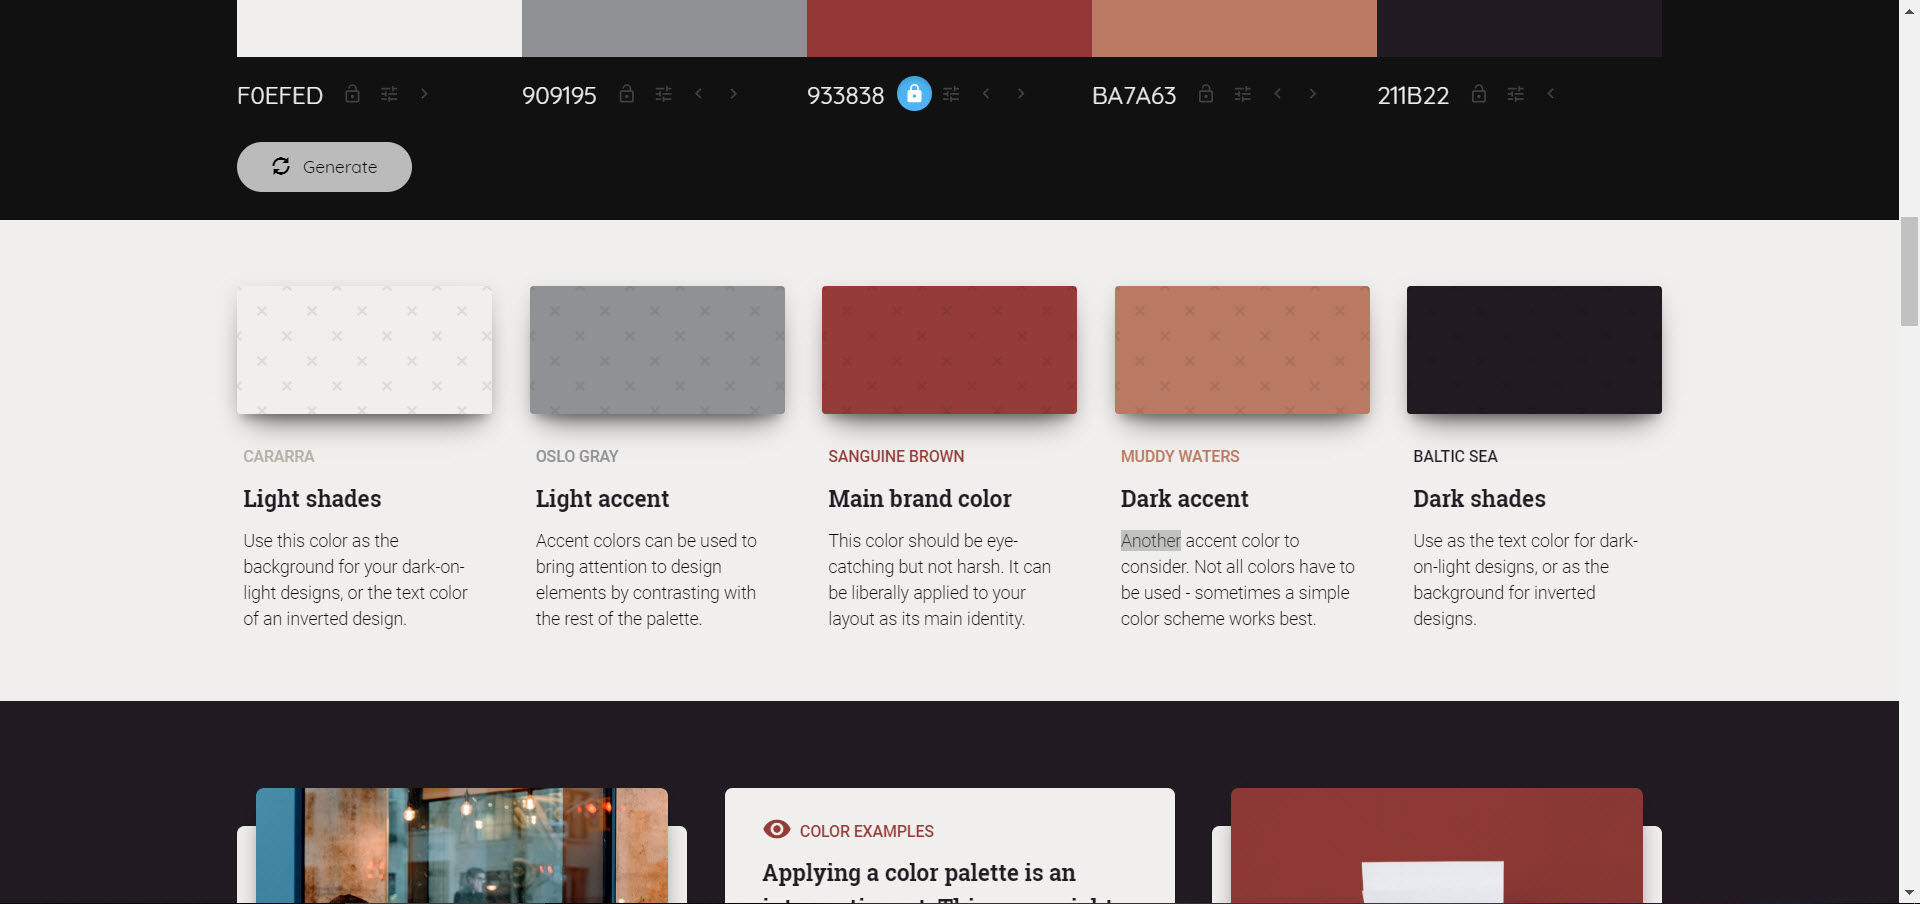 F0EFED 909195 933838 BA7A63 211B22
Generate
CARARRA
Light shades
Use this color as the
background for your dark-on-
light designs, or the text color
of an inverted design.
OSLO GRAY
Light accent
Accent colors can be used to
bring attention to design
elements by contrasting with
the rest of the palette.
SANGUINE BROWN
Main brand color
This color should be eye-
catching but not harsh. It can
be liberally applied to your
layout as its main identity.
MUDDY WATERS
Dark accent
Another accent color to
consider. Not all colors have to
be used - sometimes a simple
color scheme works best.
BALTIC SEA
Dark shades
Use as the text color for dark-
on-light designs, or as the
background for inverted
designs.
COLOR EXAMPLES
Applying a color palette is an